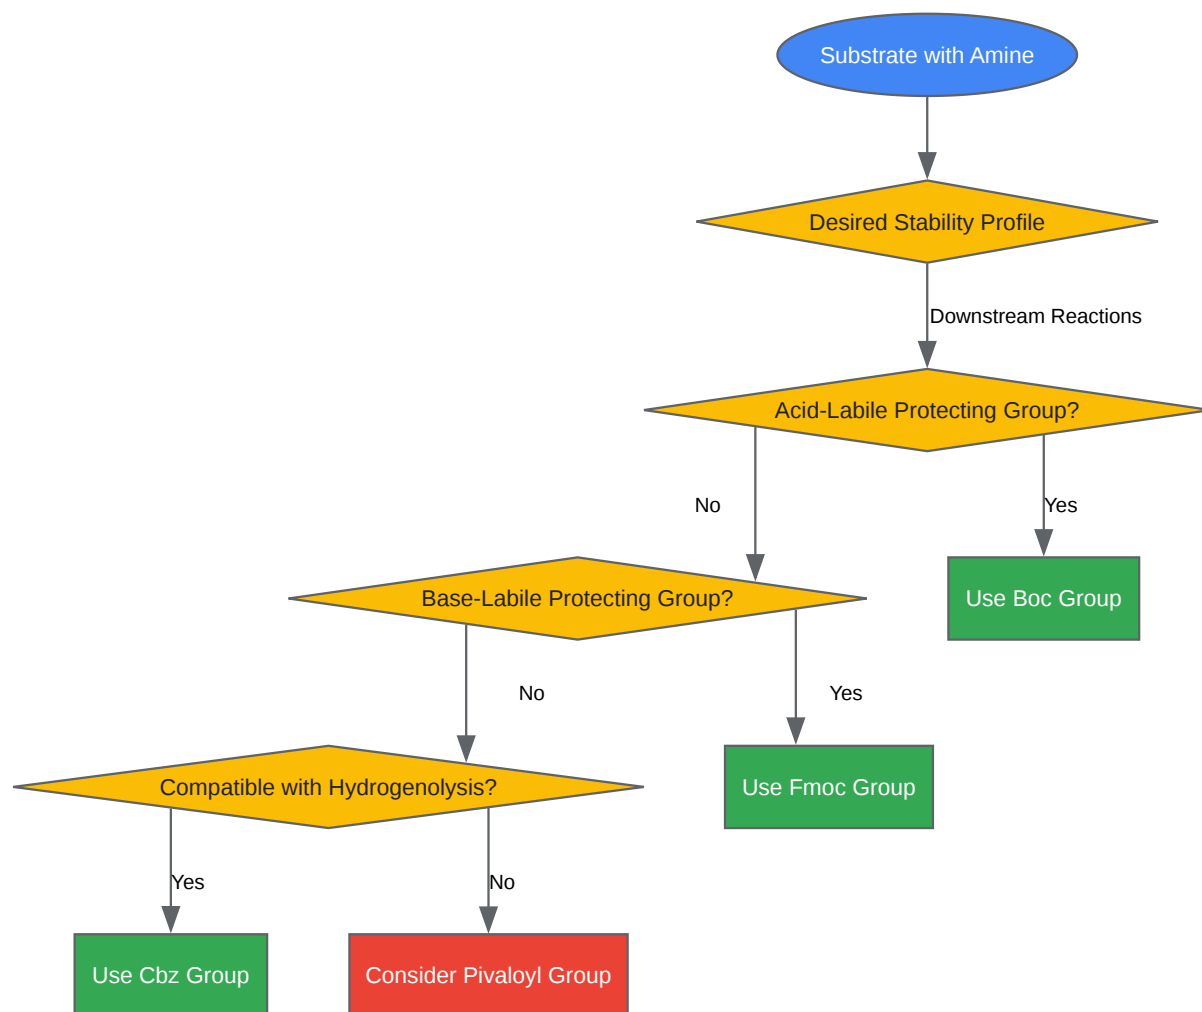 Substrate with Amine
Desired Stability Profile
Downstream Reactions
Acid-Labile Protecting Group?
No
Yes
Base-Labile Protecting Group?
Use Boc Group
No
Yes
Compatible with Hydrogenolysis?
Use Fmoc Group
Yes
No
Use Cbz Group
Consider Pivaloyl Group